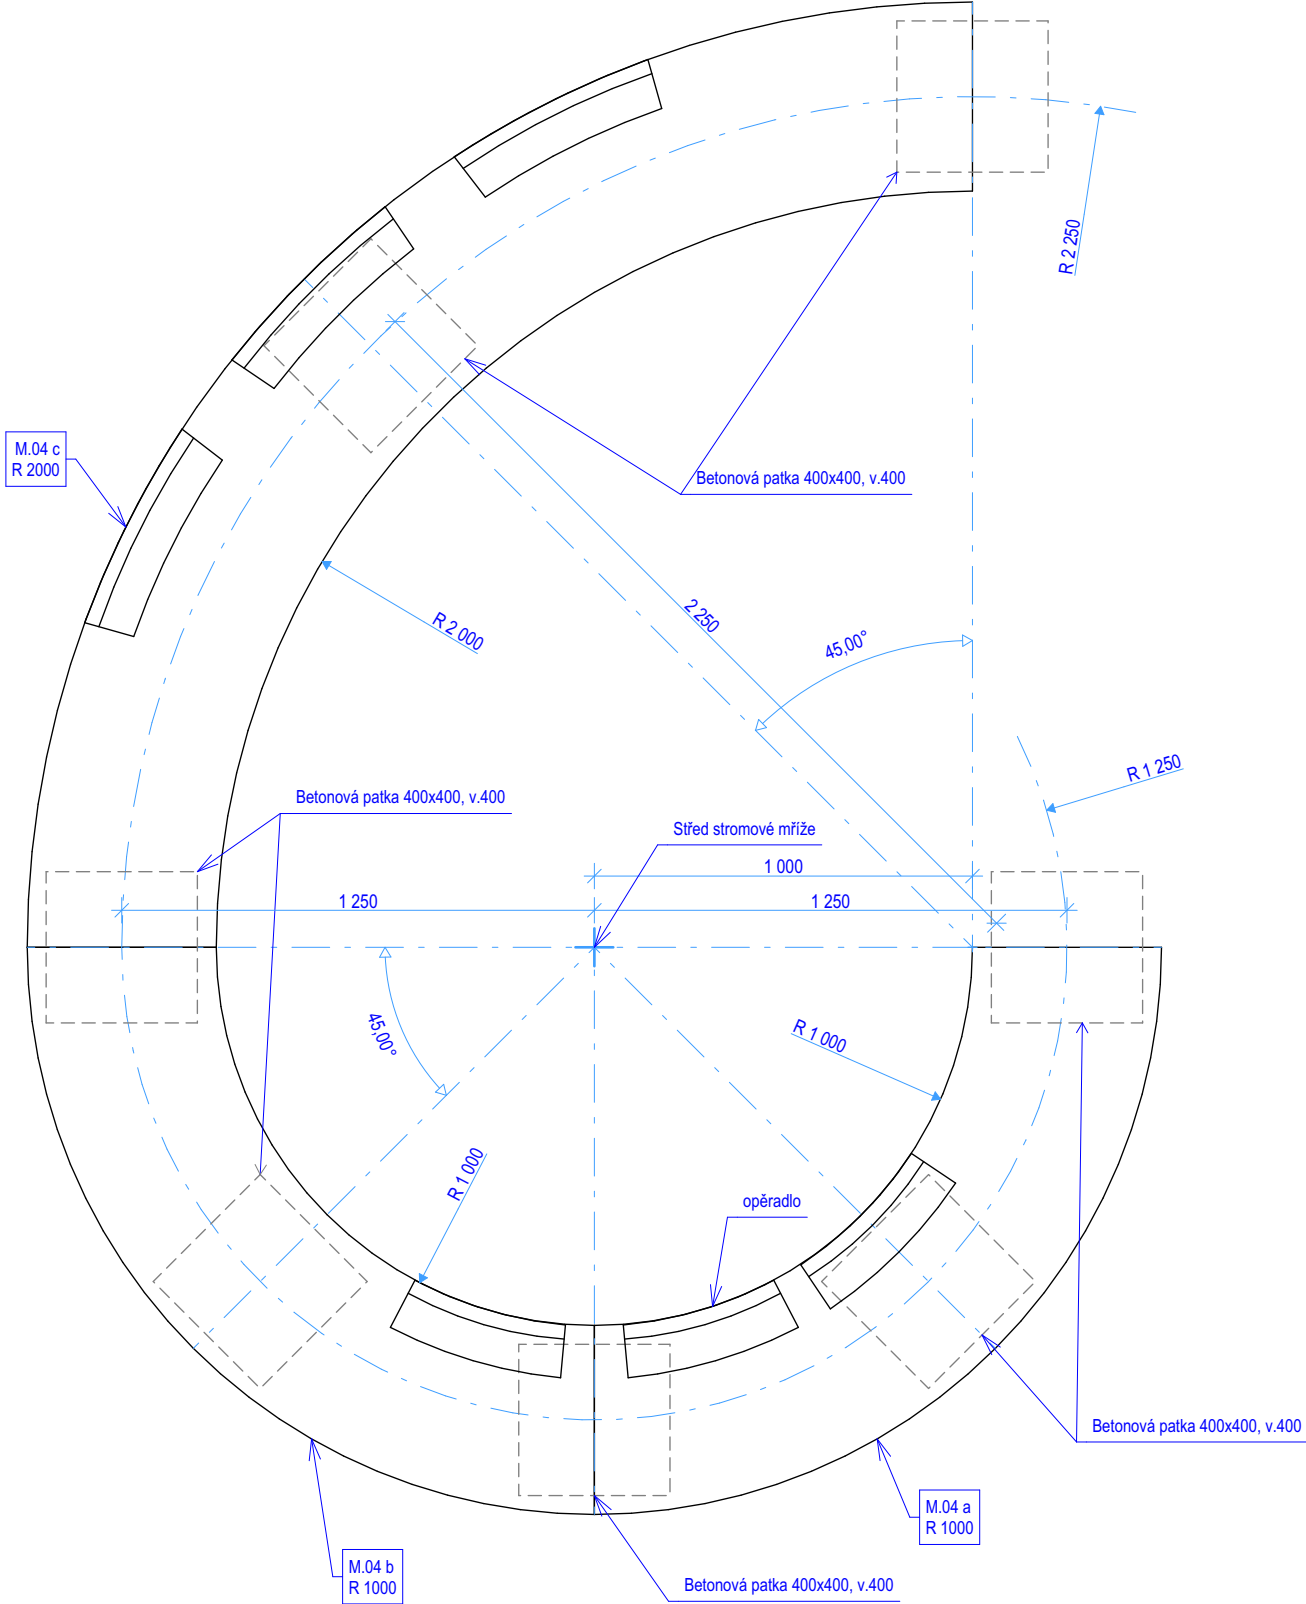 R 2 250
M.04 c
R 2000
Betonová patka 400x400, v.400
R 2 000
2 250
45,00°
R 1 250
Betonová patka 400x400, v.400
Střed stromové mříže
1 000
1 250
1 250
45,00°
R 1 000
R 1 000
opěradlo
Betonová patka 400x400, v.400
M.04 a
R 1000
M.04 b
R 1000
Betonová patka 400x400, v.400